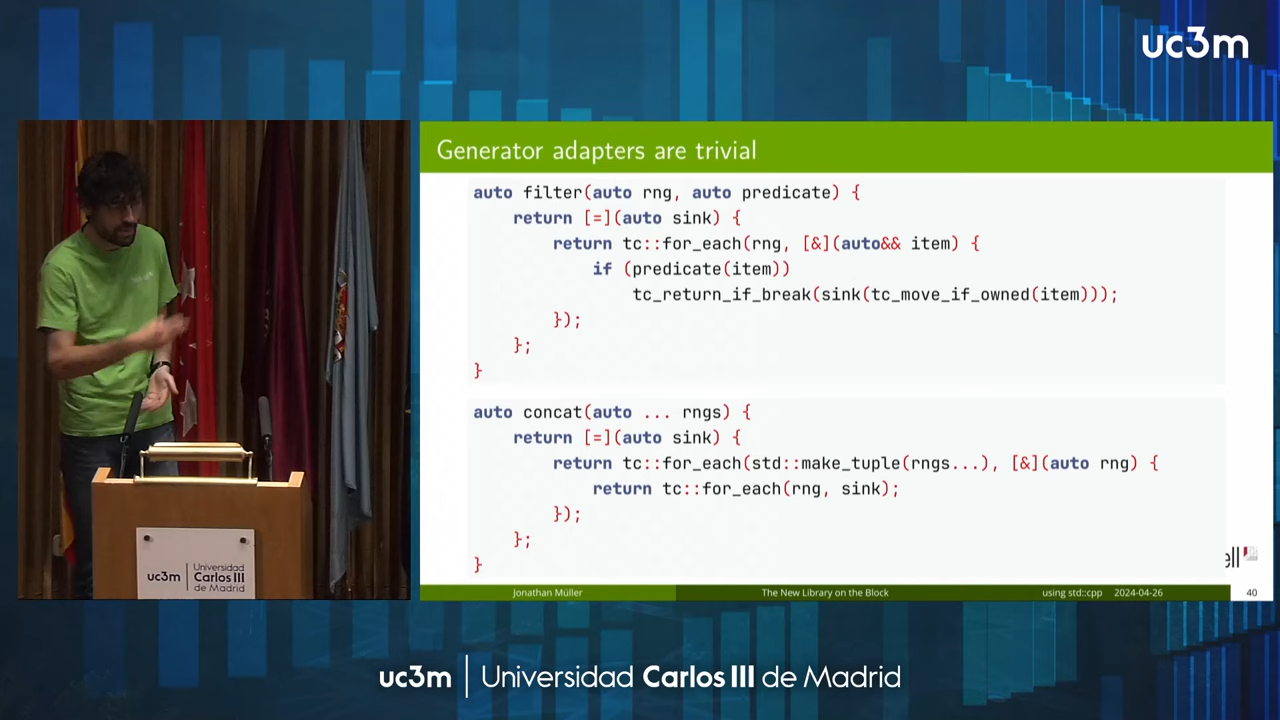 uc3m
Generator adapters are trivial
auto filter(auto rng, auto predicate) {
return [=](auto sink) {
return tc::for_each(rng, [&](auto&& item) {
if (predicate(item))
tc_return_if_break(sink(tc_move_if_owned(item)));
});
};
}
auto concat(auto ... rngs) {
return [=](auto sink) {
return tc::for_each(std::make_tuple(rngs...), [&](auto rng) {
return tc::for_each(rng, sink);
});
};
}
ell
Jonathan Müller The New Library on the Block using std::cpp 2024-04-26 40
uc3m Universidad
Carlos III
de Madrid
uc3m Universidad Carlos III de Madrid